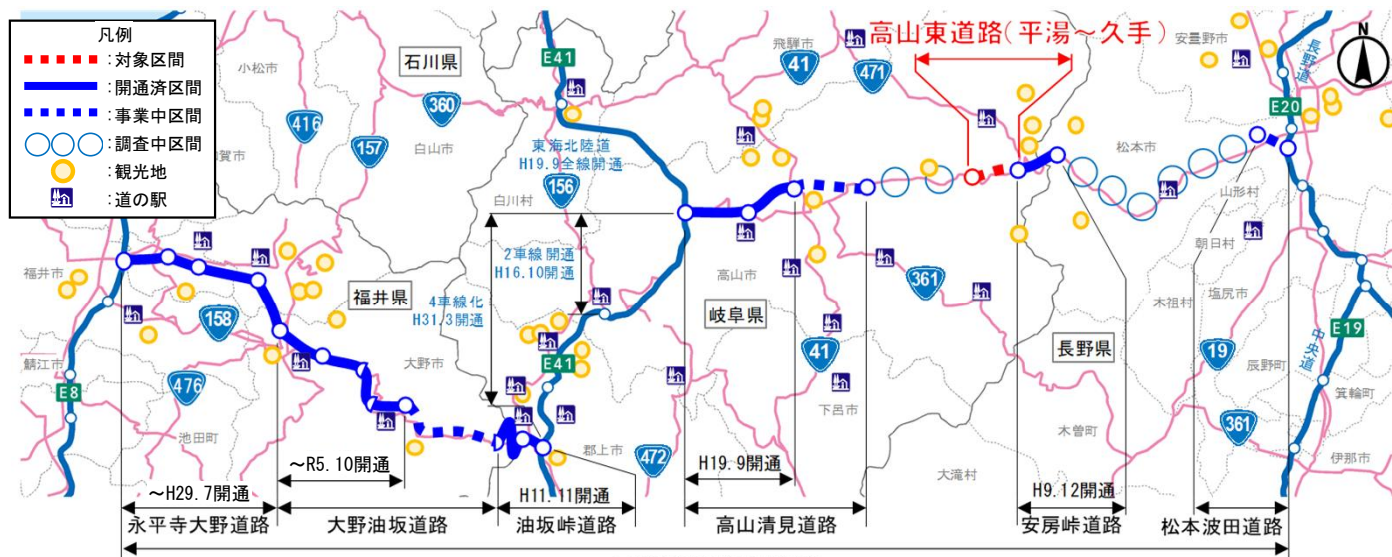 凡例
:対象区間
:開通済区間
:事業中区間
:調査中区間
:観光地
:道の駅
高山東道路(平湯～久手)
石川県
福井県
岐阜県
長野県
小松市
白山市
白川村
飛騨市
高山市
松本市
安曇野市
山形村
朝日村
塩尻市
木祖村
辰野町
箕輪町
伊那市
木曽町
大滝村
下呂市
郡上市
大野市
池田町
鯖江市
福井市
賀市
416
157
360
156
41
471
158
476
472
361
41
19
361
E41
E41
E8
E20
E19
長野道
中央道
N
東海北陸道
H19.9全線開通
2車線開通
H16.10開通
4車線化
H31.3開通
～H29.7開通
～R5.10開通
H11.11開通
H19.9開通
H9.12開通
永平寺大野道路
大野油坂道路
油坂峠道路
高山清見道路
安房峠道路
松本波田道路